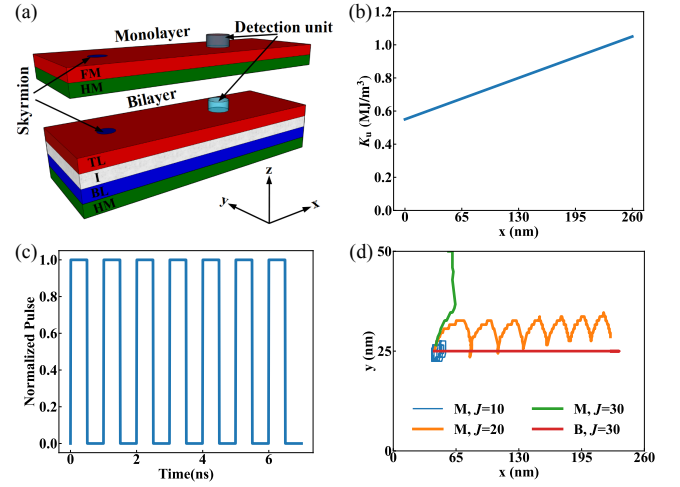 (a)
Monolayer
Detection unit
Skyrmion
FM
HM
Bilayer
TL
I
BL
HM
z
y
x
(b)
K_u (MJ/m³)
1.2
1.0
0.8
0.6
0.4
0.2
0.0
0
65
130
195
260
x (nm)
(c)
Normalized Pulse
1.0
0.8
0.6
0.4
0.2
0.0
0
2
4
6
Time(ns)
(d)
y (nm)
50
25
0
M, J=10
M, J=30
M, J=20
B, J=30
0
65
130
195
260
x (nm)